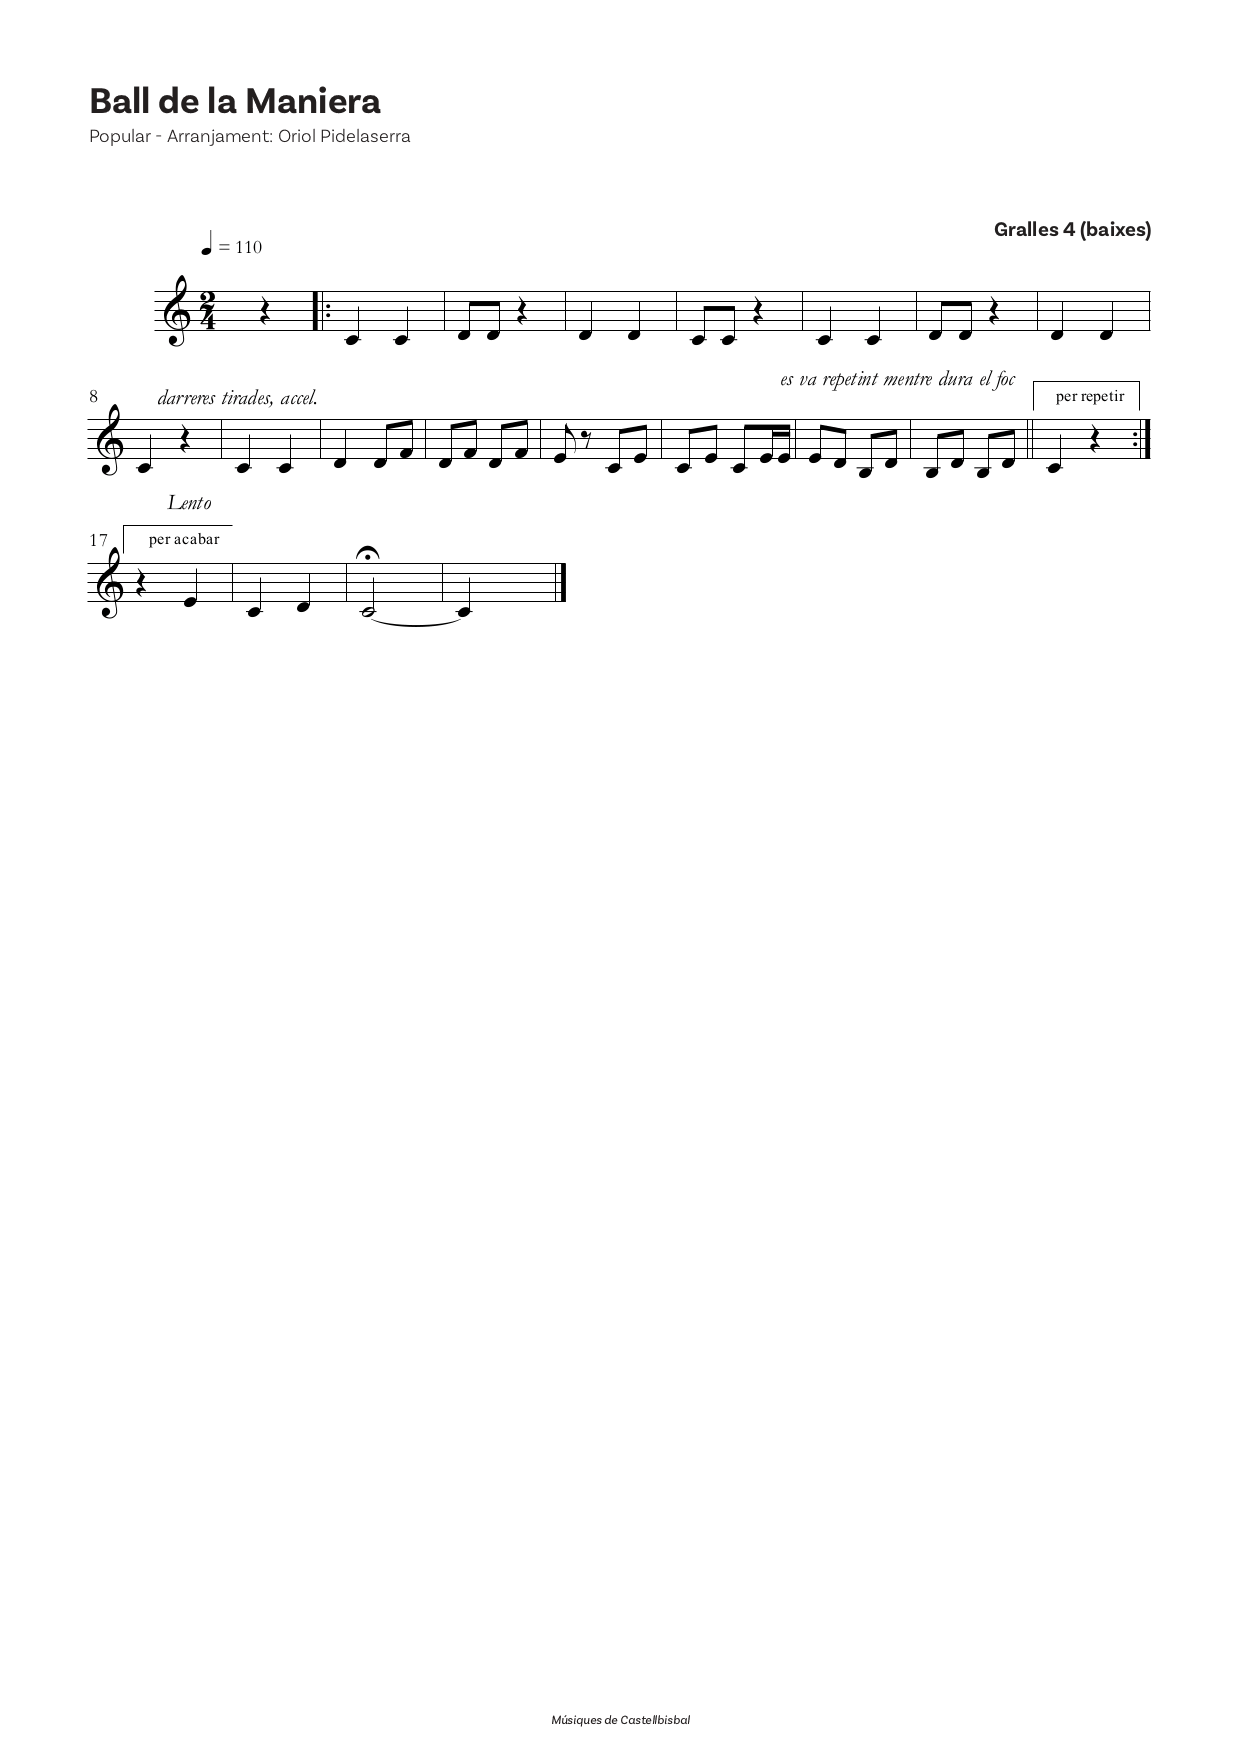 Ball de la Maniera
Popular - Arranjament: Oriol Pidelaserra
Gralles 4 (baixes)
= 110
2
4
es va repetint mentre dura el foc
8
darreres tirades, accel.
per repetir
Lento
17
per acabar
Músiques de Castellbisbal